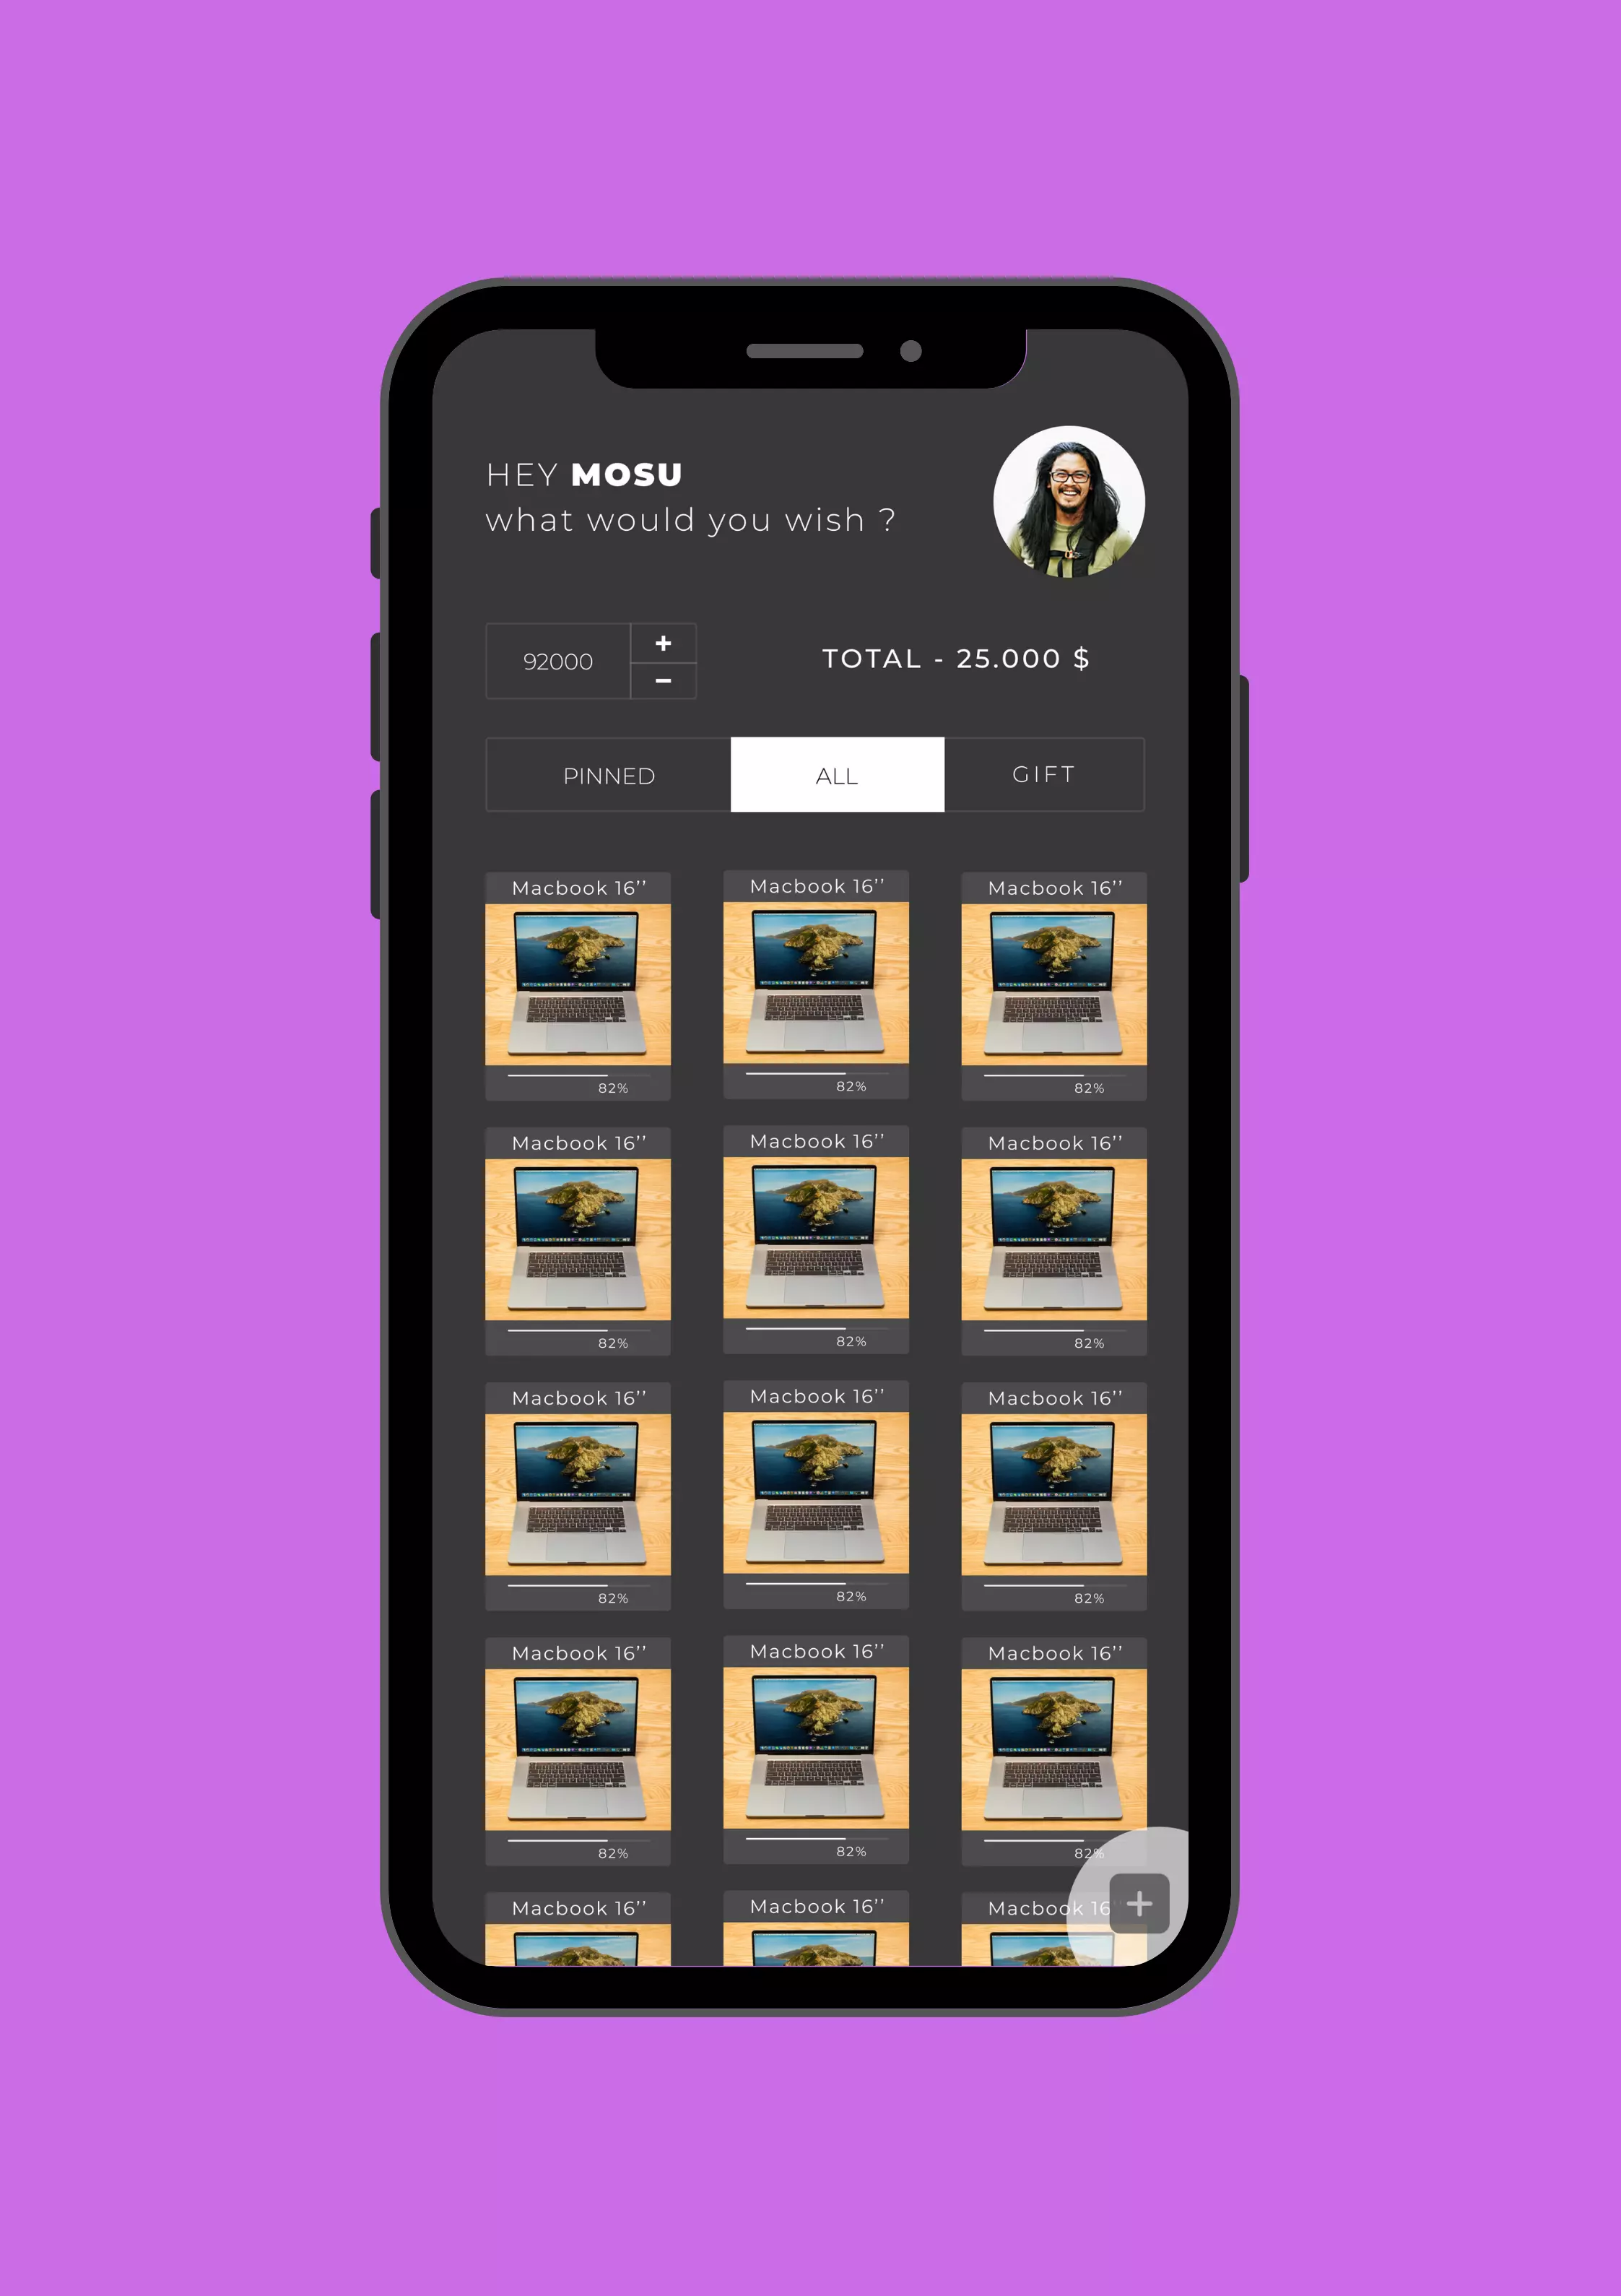 HEY MOSU
what would you wish ?
92000
+
−
TOTAL - 25.000 $
PINNED ALL GIFT
Macbook 16’’ Macbook 16’’ Macbook 16’’
82% 82% 82%
Macbook 16’’ Macbook 16’’ Macbook 16’’
82% 82% 82%
Macbook 16’’ Macbook 16’’ Macbook 16’’
82% 82% 82%
Macbook 16’’ Macbook 16’’ Macbook 16’’
82% 82% 82%
Macbook 16’’ Macbook 16’’ Macbook 16
+